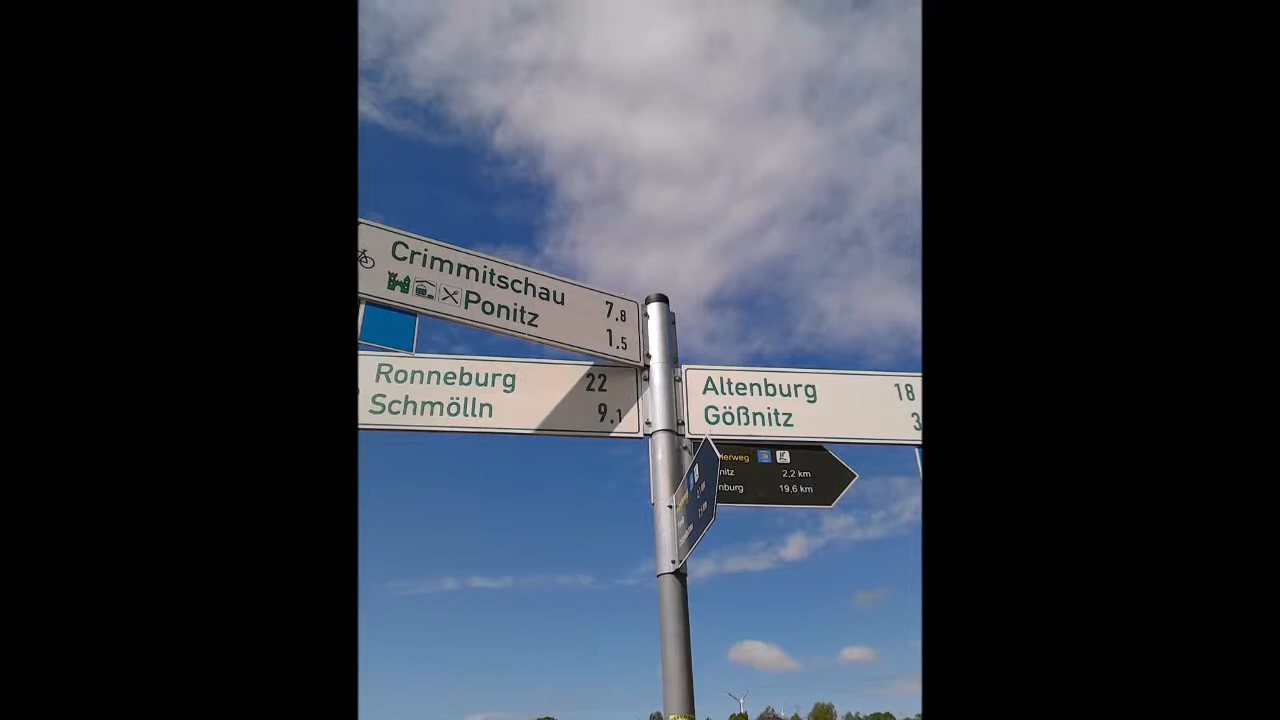 Crimmitschau 7,8
Ponitz 1,5
Ronneburg 22
Schmölln 9,1
Altenburg 18
Gößnitz 3
2,2 km
19,6 km